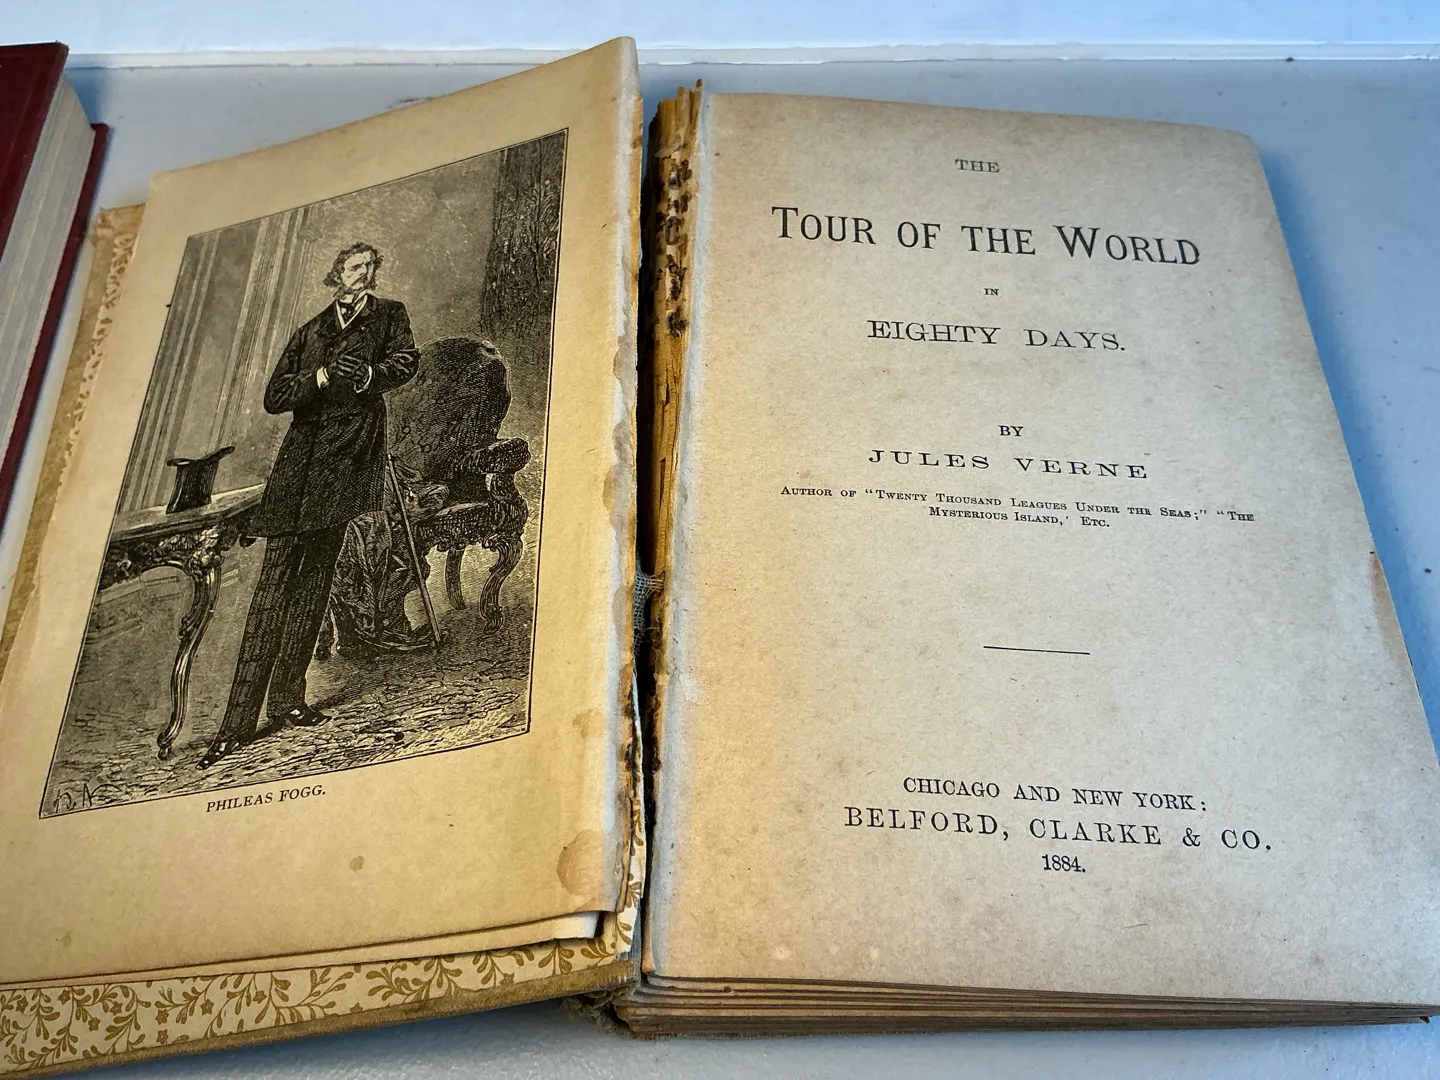 PHILEAS FOGG.
THE
TOUR OF THE WORLD
IN
EIGHTY DAYS.
BY
JULES VERNE
AUTHOR OF "TWENTY THOUSAND LEAGUES UNDER THR SEAS;" "THE
MYSTERIOUS ISLAND,' ETC.
CHICAGO AND NEW YORK:
BELFORD, CLARKE & CO.
1884.